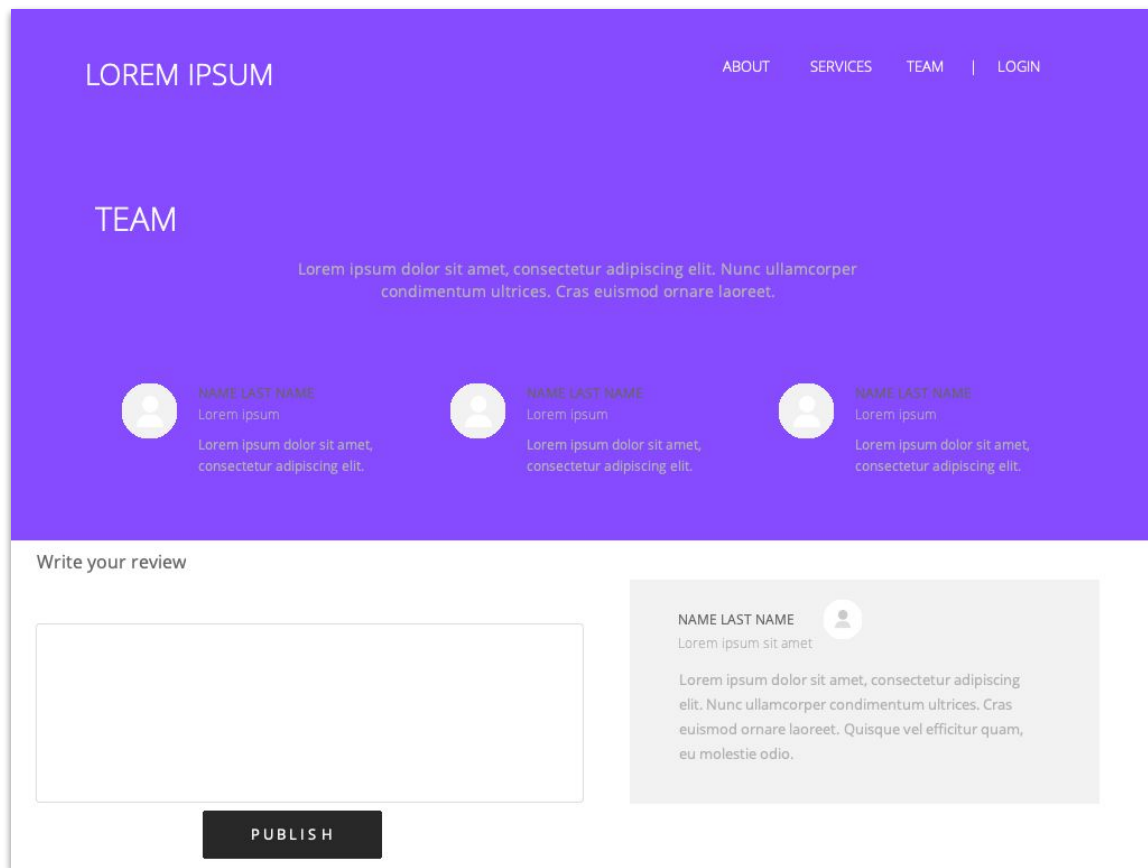 LOREM IPSUM
ABOUT SERVICES TEAM | LOGIN
TEAM
Lorem ipsum dolor sit amet, consectetur adipiscing elit. Nunc ullamcorper
condimentum ultrices. Cras euismod ornare laoreet.
NAME LAST NAME
Lorem ipsum
Lorem ipsum dolor sit amet,
consectetur adipiscing elit.
NAME LAST NAME
Lorem ipsum
Lorem ipsum dolor sit amet,
consectetur adipiscing elit.
NAME LAST NAME
Lorem ipsum
Lorem ipsum dolor sit amet,
consectetur adipiscing elit.
Write your review
PUBLISH
NAME LAST NAME
Lorem ipsum sit amet
Lorem ipsum dolor sit amet, consectetur adipiscing
elit. Nunc ullamcorper condimentum ultrices. Cras
euismod ornare laoreet. Quisque vel efficitur quam,
eu molestie odio.